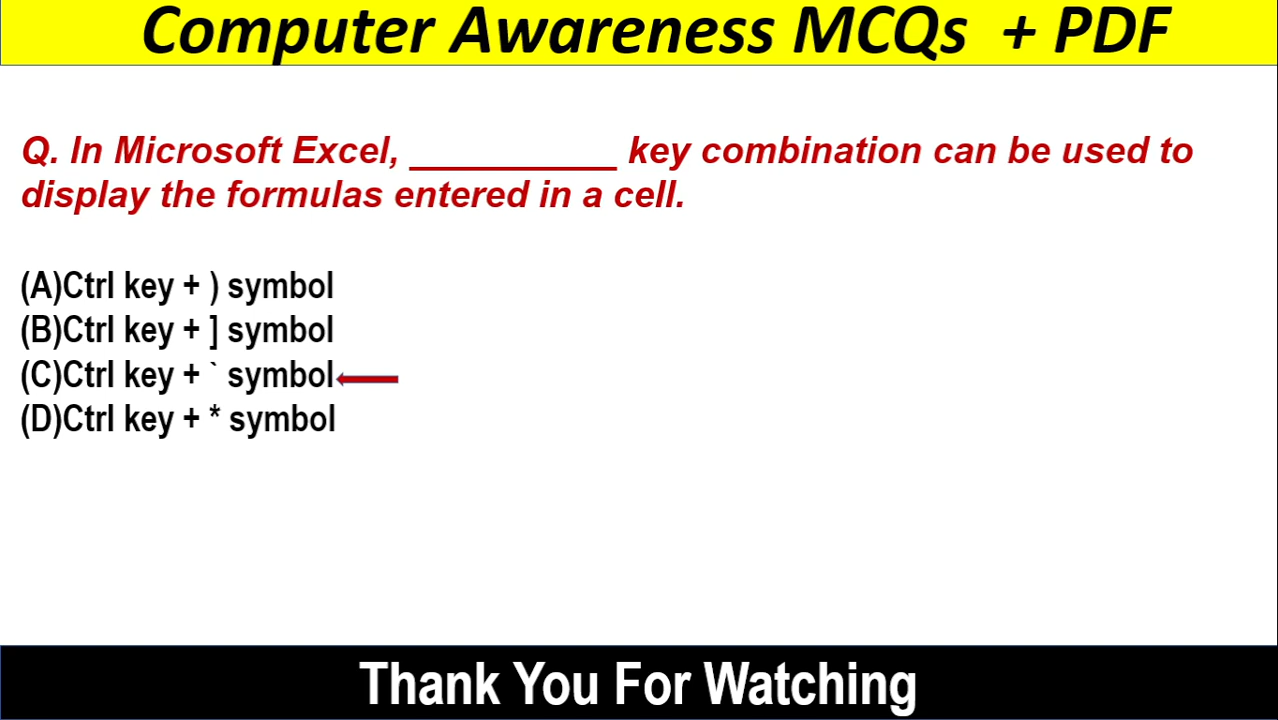 Computer Awareness MCQs + PDF
Q. In Microsoft Excel, __________ key combination can be used to
display the formulas entered in a cell.
(A)Ctrl key + ) symbol
(B)Ctrl key + ] symbol
(C)Ctrl key + ` symbol
(D)Ctrl key + * symbol
Thank You For Watching